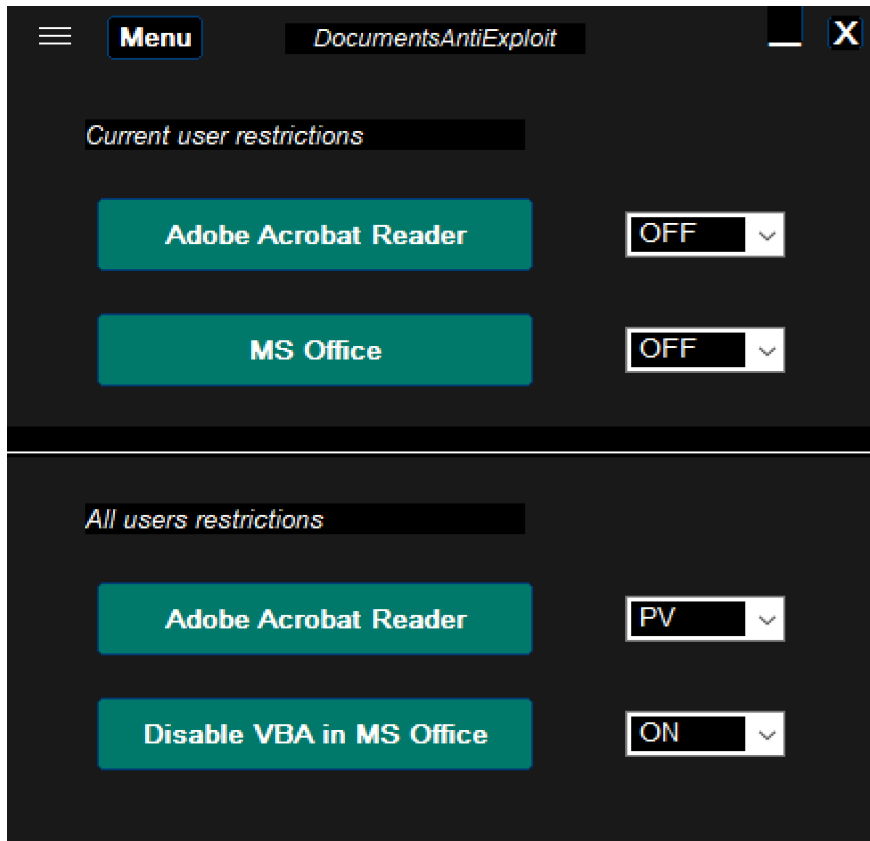 Menu
DocumentsAntiExploit
X
Current user restrictions
Adobe Acrobat Reader
OFF
MS Office
OFF
All users restrictions
Adobe Acrobat Reader
PV
Disable VBA in MS Office
ON